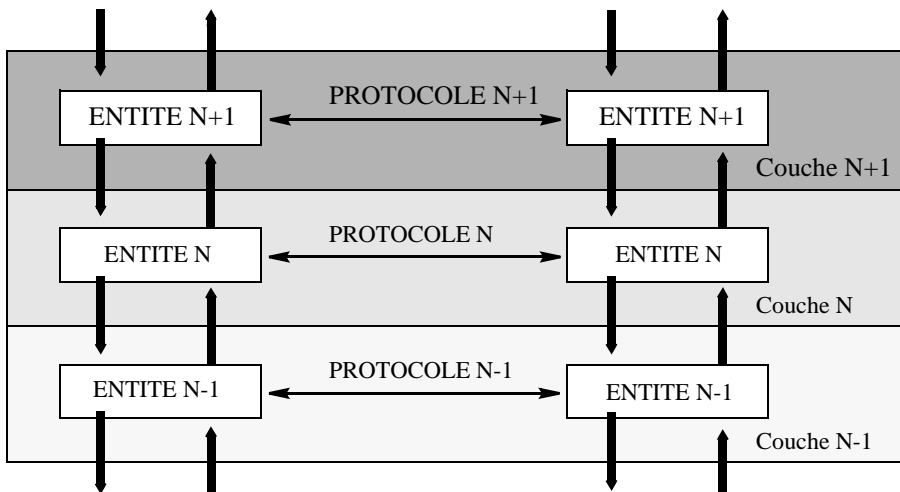 PROTOCOLE N+1
ENTITE N+1
ENTITE N+1
Couche N+1
PROTOCOLE N
ENTITE N
ENTITE N
Couche N
PROTOCOLE N-1
ENTITE N-1
ENTITE N-1
Couche N-1